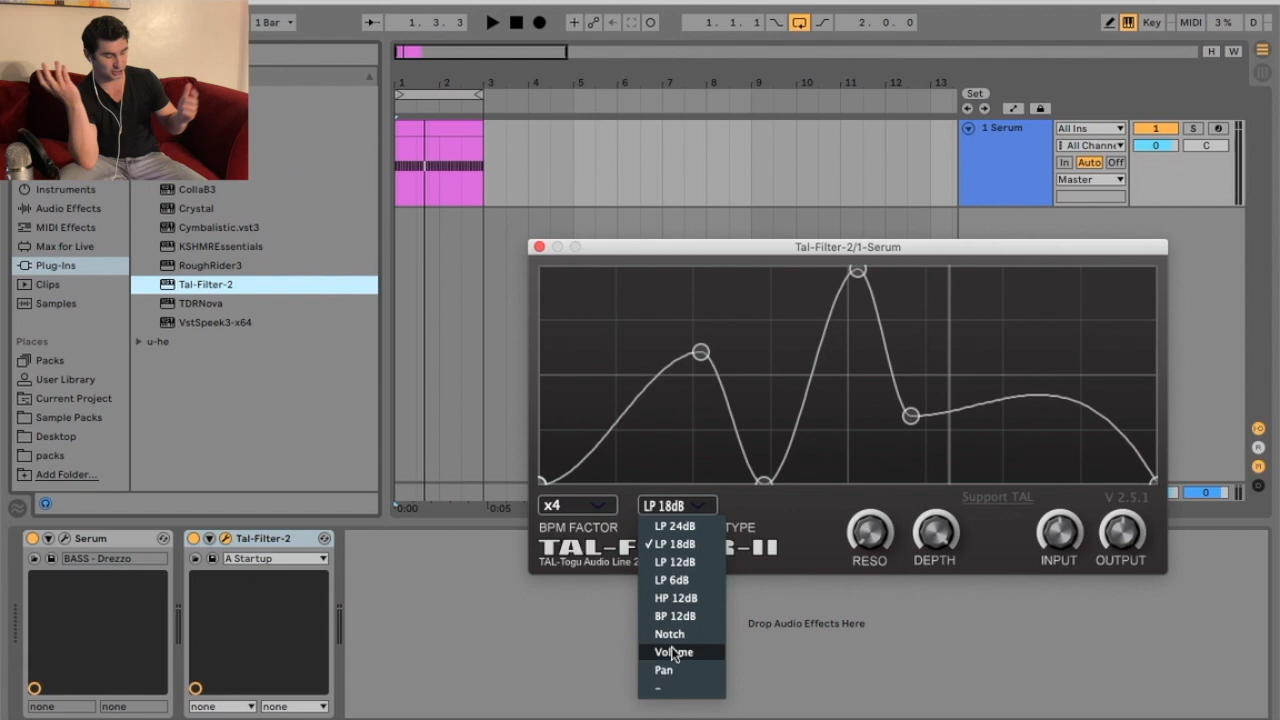 1 Bar
1. 3. 3
1. 1. 1
2. 0. 0
Key
MIDI
3 %
D
H
W
1
2
3
4
5
6
7
8
9
10
11
13
Set
1 Serum
All Ins
1
S
All Channe
0
C
In
Auto
Off
Master
Instruments
Audio Effects
MIDI Effects
Max for Live
Plug-Ins
Clips
Samples
Places
Packs
User Library
Current Project
Sample Packs
Desktop
packs
Add Folder...
CollaB3
Crystal
Cymbalistic.vst3
KSHMREssentials
RoughRider3
Tal-Filter-2
TDRNova
VstSpeek3-x64
u-he
Tal-Filter-2/1-Serum
x4
BPM FACTOR
LP 18dB
TYPE
LP 24dB
✓ LP 18dB
LP 12dB
LP 6dB
HP 12dB
BP 12dB
Notch
Volume
Pan
–
Support TAL
V 2.5.1
RESO
DEPTH
INPUT
OUTPUT
TAL-Togu Audio Line
0:00
0:05
0
R
M
D
Serum
BASS - Drezzo
none
none
Tal-Filter-2
A Startup
none
none
Drop Audio Effects Here